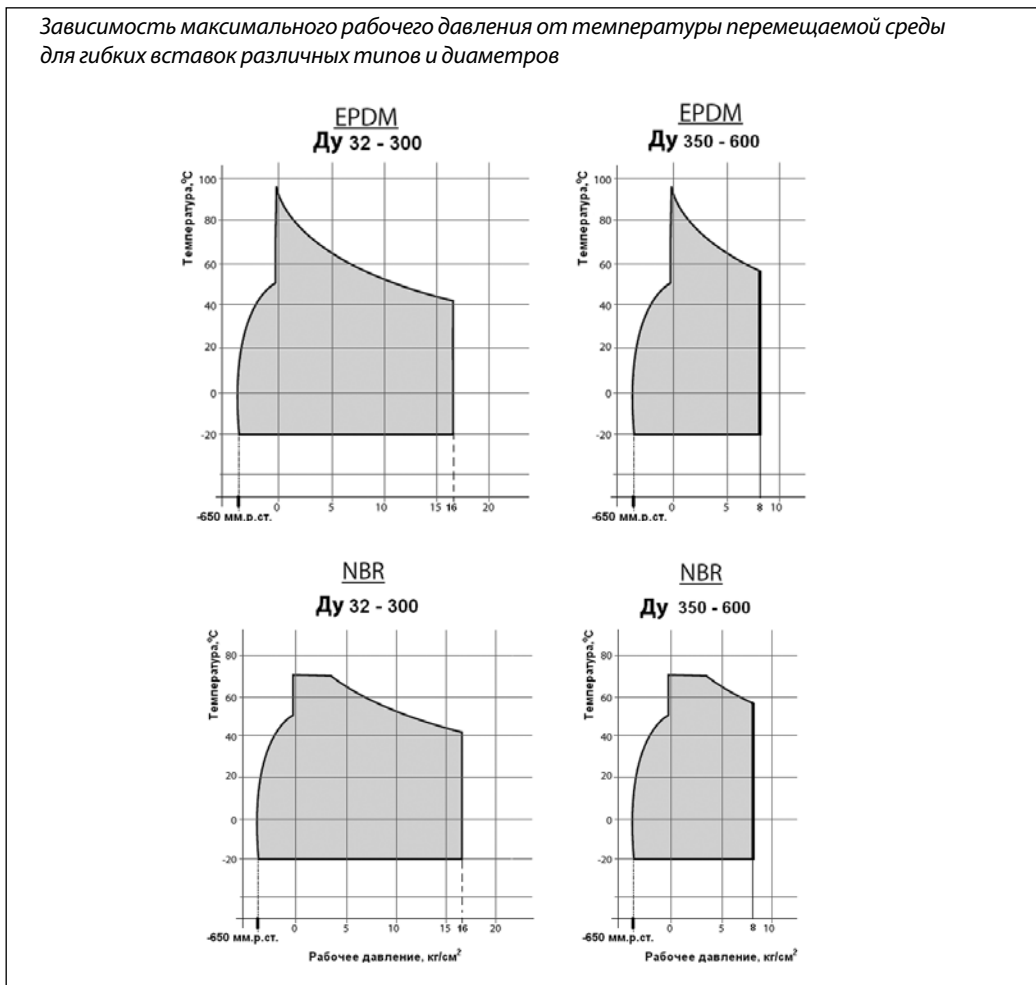 Зависимость максимального рабочего давления от температуры перемещаемой среды
для гибких вставок различных типов и диаметров
EPDM
Ду 32 - 300
Температура,°С
100
80
60
40
20
0
-20
0 5 10 15 16 20
-650 мм.р.ст.
EPDM
Ду 350 - 600
Температура,°С
100
80
60
40
20
0
-20
0 5 8 10
-650 мм.р.ст.
NBR
Ду 32 - 300
Температура,°С
80
60
40
20
0
-20
0 5 10 15 16 20
-650 мм.р.ст.
Рабочее давление, кг/см²
NBR
Ду 350 - 600
Температура,°С
80
60
40
20
0
-20
0 5 8 10
-650 мм.р.ст.
Рабочее давление, кг/см²